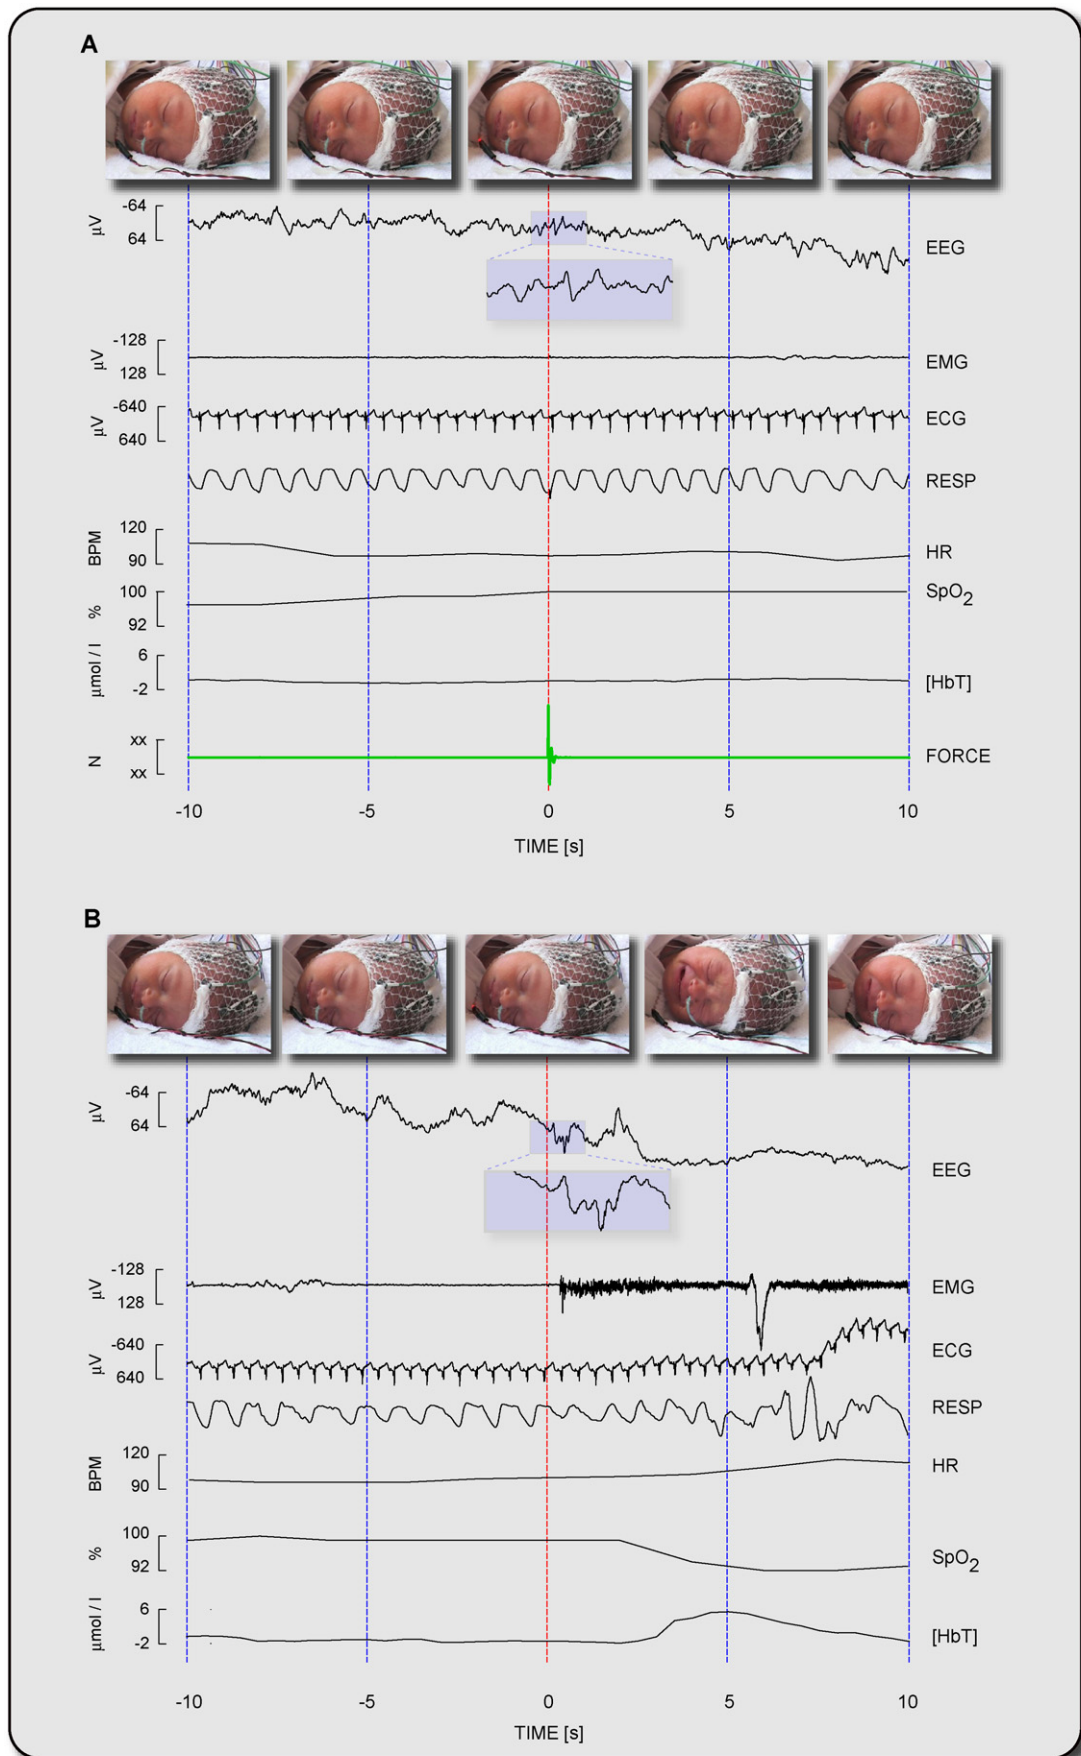 A
µV
-64
64
EEG
µV
-128
128
EMG
µV
-640
640
ECG
RESP
BPM
120
90
HR
%
100
92
SpO2
µmol / l
6
-2
[HbT]
N
xx
xx
FORCE
-10 -5 0 5 10
TIME [s]
B
µV
-64
64
EEG
µV
-128
128
EMG
µV
-640
640
ECG
RESP
BPM
120
90
HR
%
100
92
SpO2
µmol / l
6
-2
[HbT]
-10 -5 0 5 10
TIME [s]